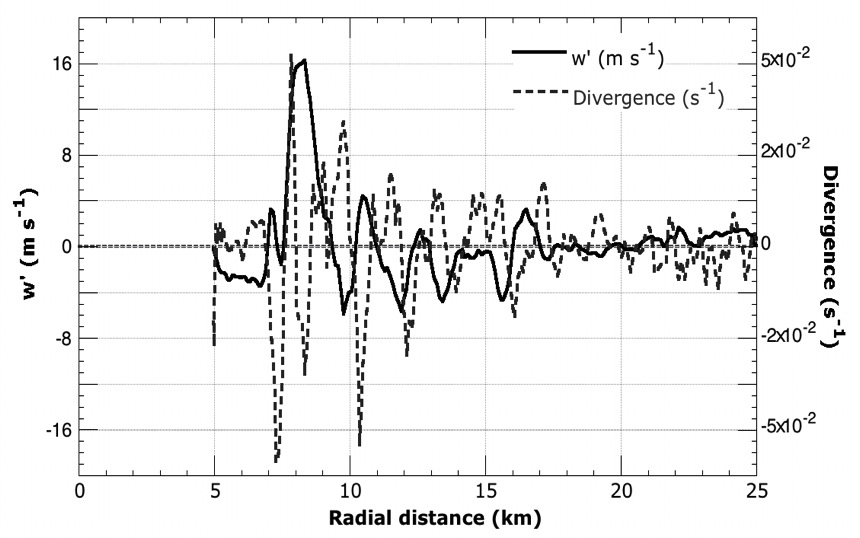 w' (m s-1)
Divergence (s-1)
16
8
0
-8
-16
w' (m s-1)
5x10-2
2x10-2
0
-2x10-2
-5x10-2
Divergence (s-1)
0 5 10 15 20 25
Radial distance (km)